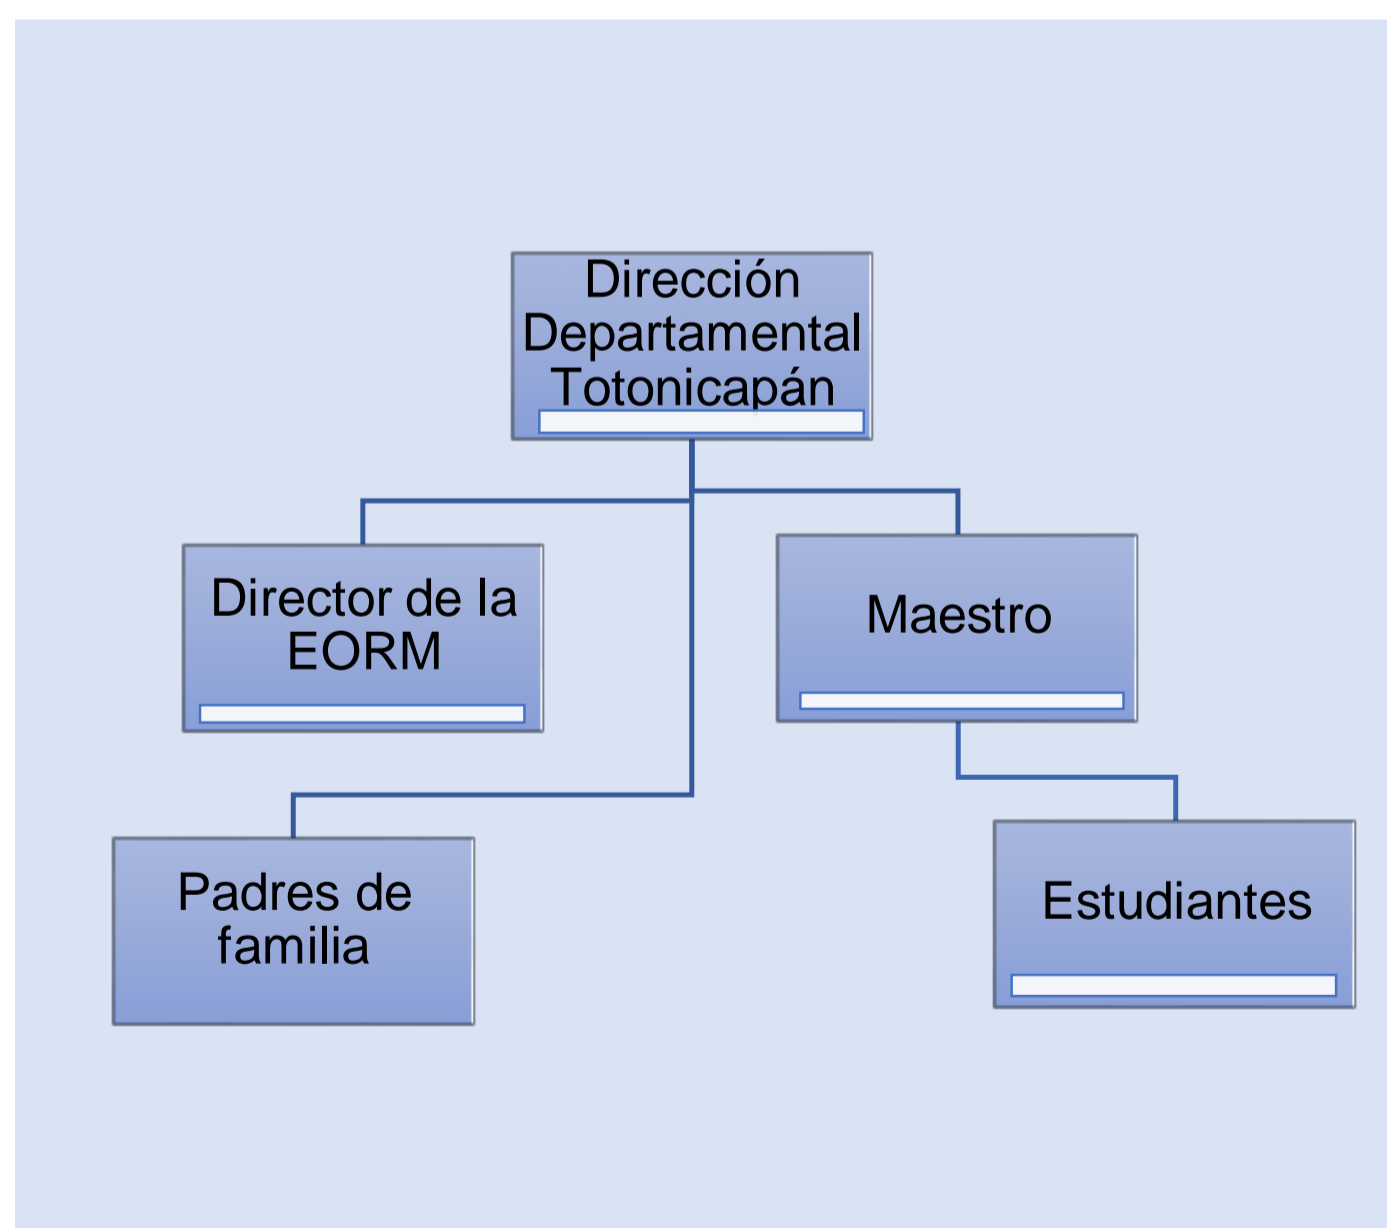 Dirección
Departamental
Totonicapán
Director de la
EORM
Maestro
Padres de
familia
Estudiantes